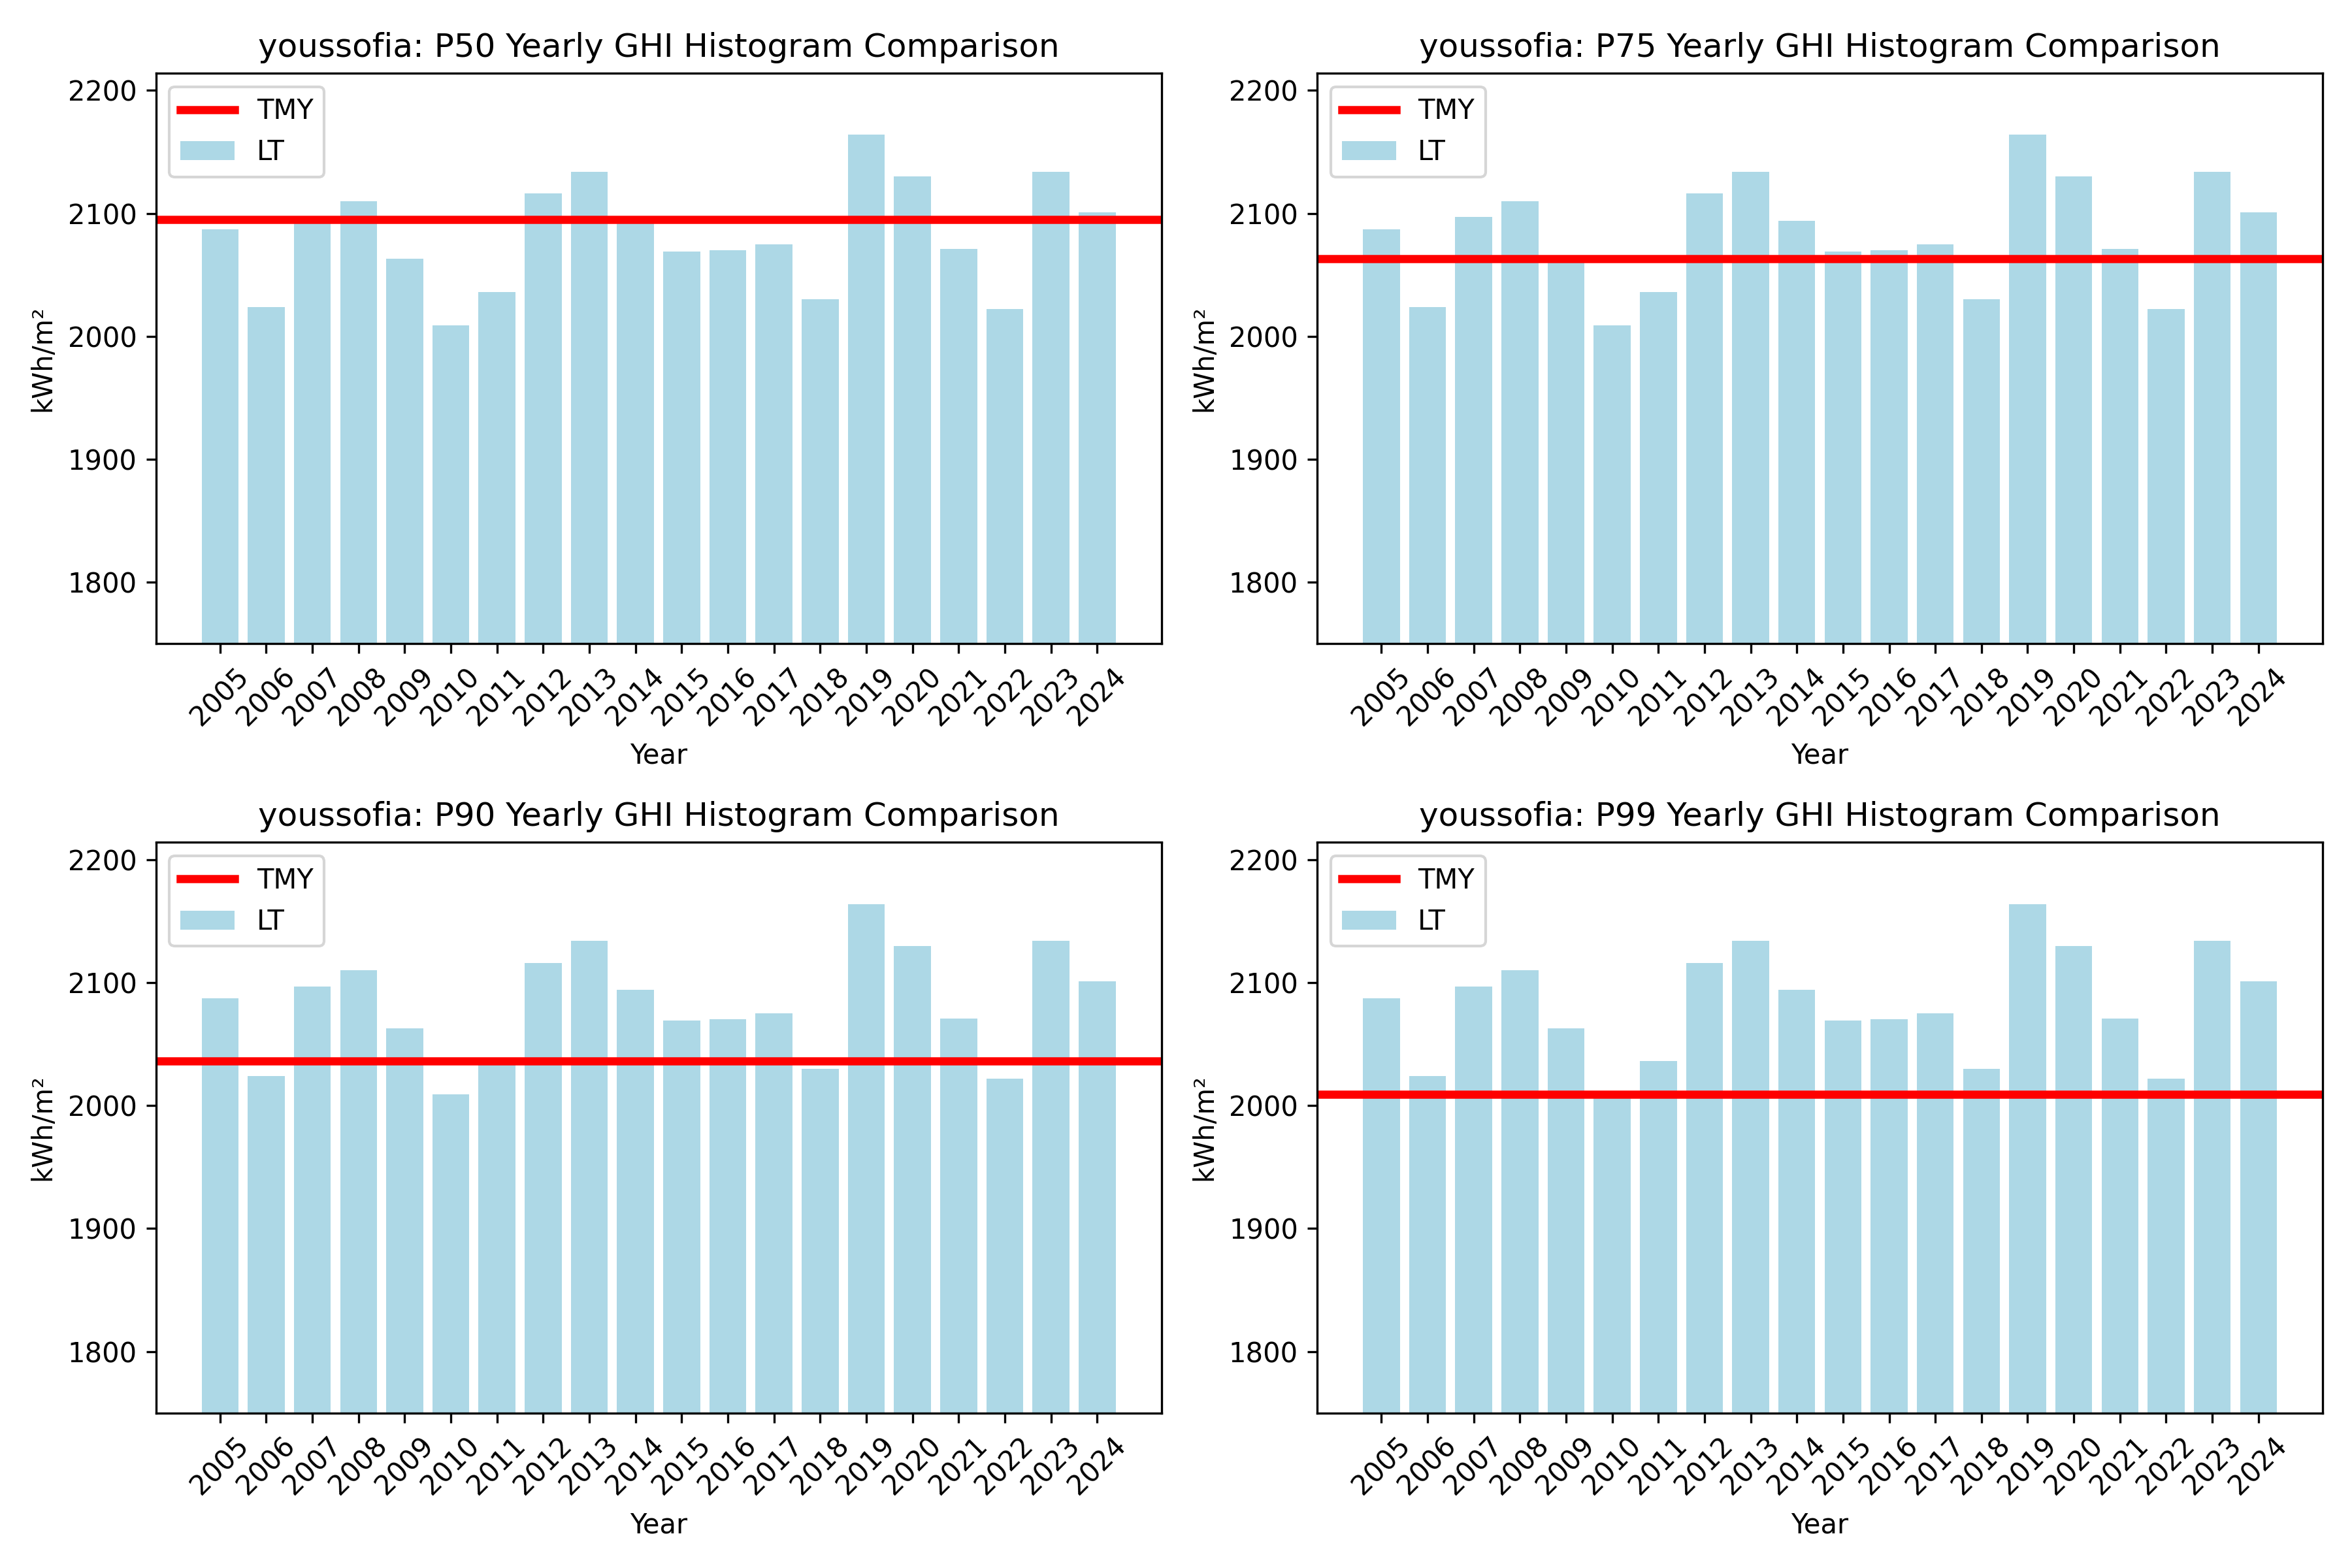 youssofia: P50 Yearly GHI Histogram Comparison
2200
2100
2000
1900
1800
kWh/m²
TMY
LT
2005 2006 2007 2008 2009 2010 2011 2012 2013 2014 2015 2016 2017 2018 2019 2020 2021 2022 2023 2024
Year
youssofia: P75 Yearly GHI Histogram Comparison
2200
2100
2000
1900
1800
kWh/m²
TMY
LT
2005 2006 2007 2008 2009 2010 2011 2012 2013 2014 2015 2016 2017 2018 2019 2020 2021 2022 2023 2024
Year
youssofia: P90 Yearly GHI Histogram Comparison
2200
2100
2000
1900
1800
kWh/m²
TMY
LT
2005 2006 2007 2008 2009 2010 2011 2012 2013 2014 2015 2016 2017 2018 2019 2020 2021 2022 2023 2024
Year
youssofia: P99 Yearly GHI Histogram Comparison
2200
2100
2000
1900
1800
kWh/m²
TMY
LT
2005 2006 2007 2008 2009 2010 2011 2012 2013 2014 2015 2016 2017 2018 2019 2020 2021 2022 2023 2024
Year